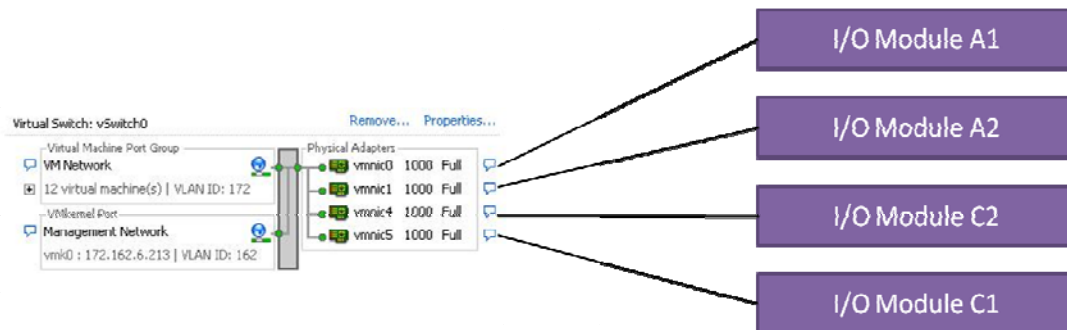 Virtual Switch: vSwitch0
Remove... Properties...
Virtual Machine Port Group
VM Network
12 virtual machine(s) | VLAN ID: 172
VMkernel Port
Management Network
vmk0 : 172.162.6.213 | VLAN ID: 162
Physical Adapters
vmnic0 1000 Full
vmnic1 1000 Full
vmnic4 1000 Full
vmnic5 1000 Full
I/O Module A1
I/O Module A2
I/O Module C2
I/O Module C1